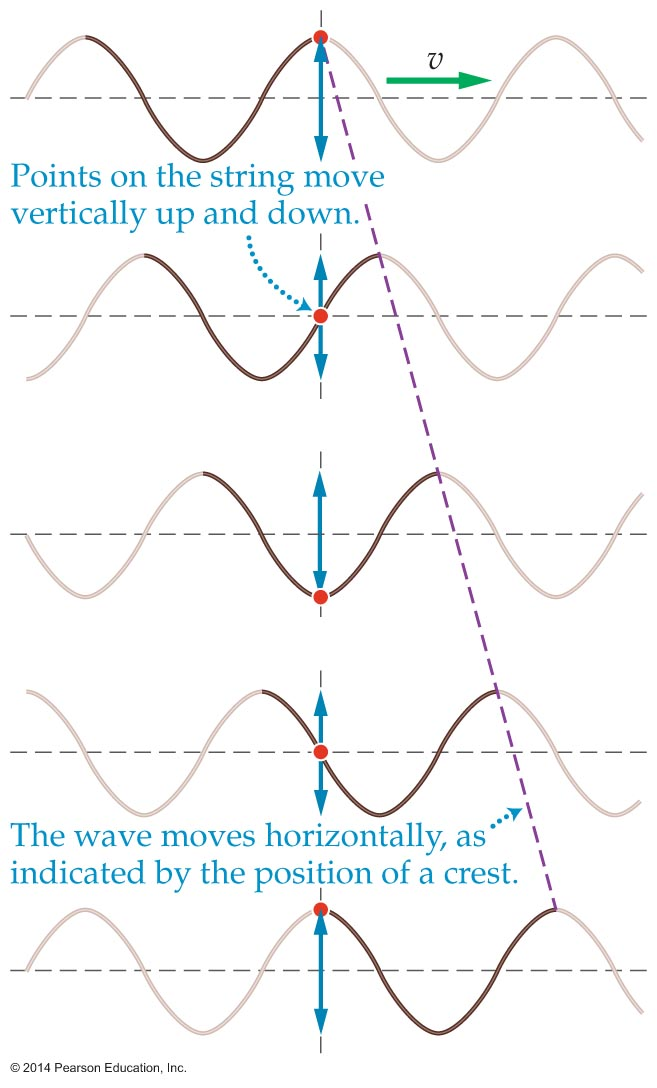 v
Points on the string move
vertically up and down.
The wave moves horizontally, as
indicated by the position of a crest.
© 2014 Pearson Education, Inc.